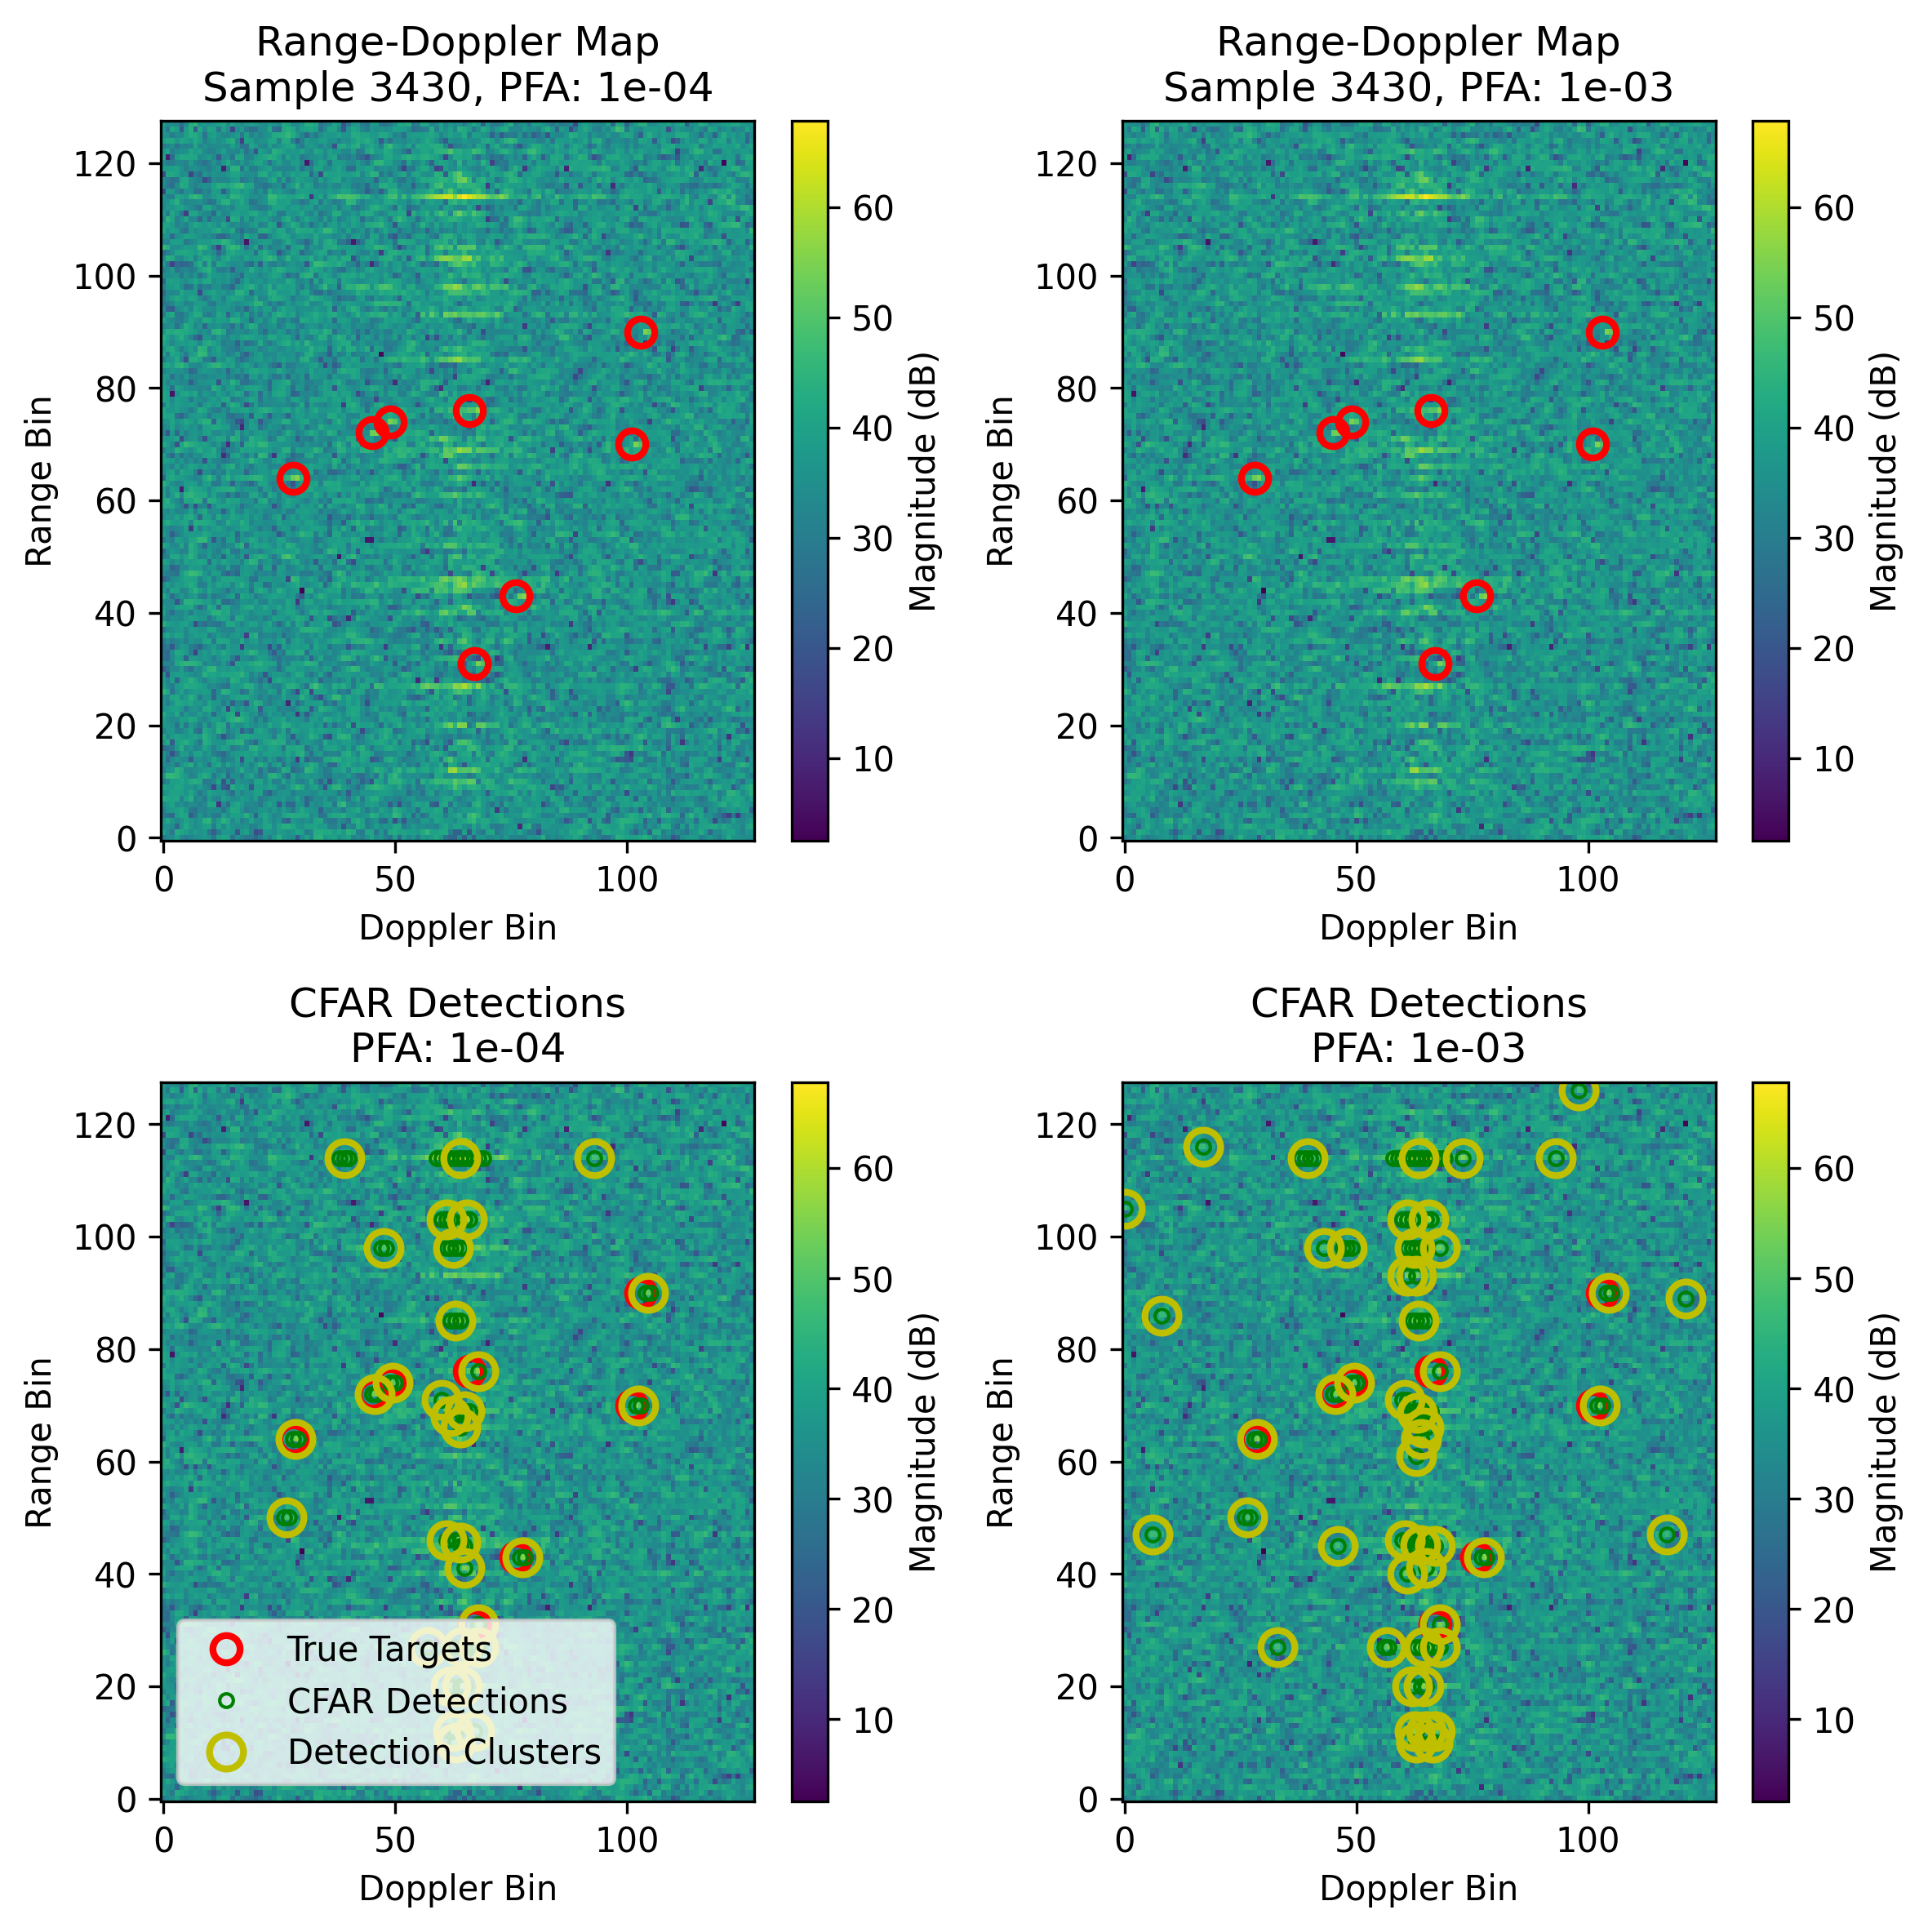 Range-Doppler Map
Sample 3430, PFA: 1e-04
120
100
80
60
40
20
0
0 50 100
Range Bin
Doppler Bin
60
50
40
30
20
10
Magnitude (dB)
Range-Doppler Map
Sample 3430, PFA: 1e-03
120
100
80
60
40
20
0
0 50 100
Range Bin
Doppler Bin
60
50
40
30
20
10
Magnitude (dB)
CFAR Detections
PFA: 1e-04
120
100
80
60
40
20
0
0 50 100
Range Bin
Doppler Bin
True Targets
CFAR Detections
Detection Clusters
60
50
40
30
20
10
Magnitude (dB)
CFAR Detections
PFA: 1e-03
120
100
80
60
40
20
0
0 50 100
Range Bin
Doppler Bin
60
50
40
30
20
10
Magnitude (dB)